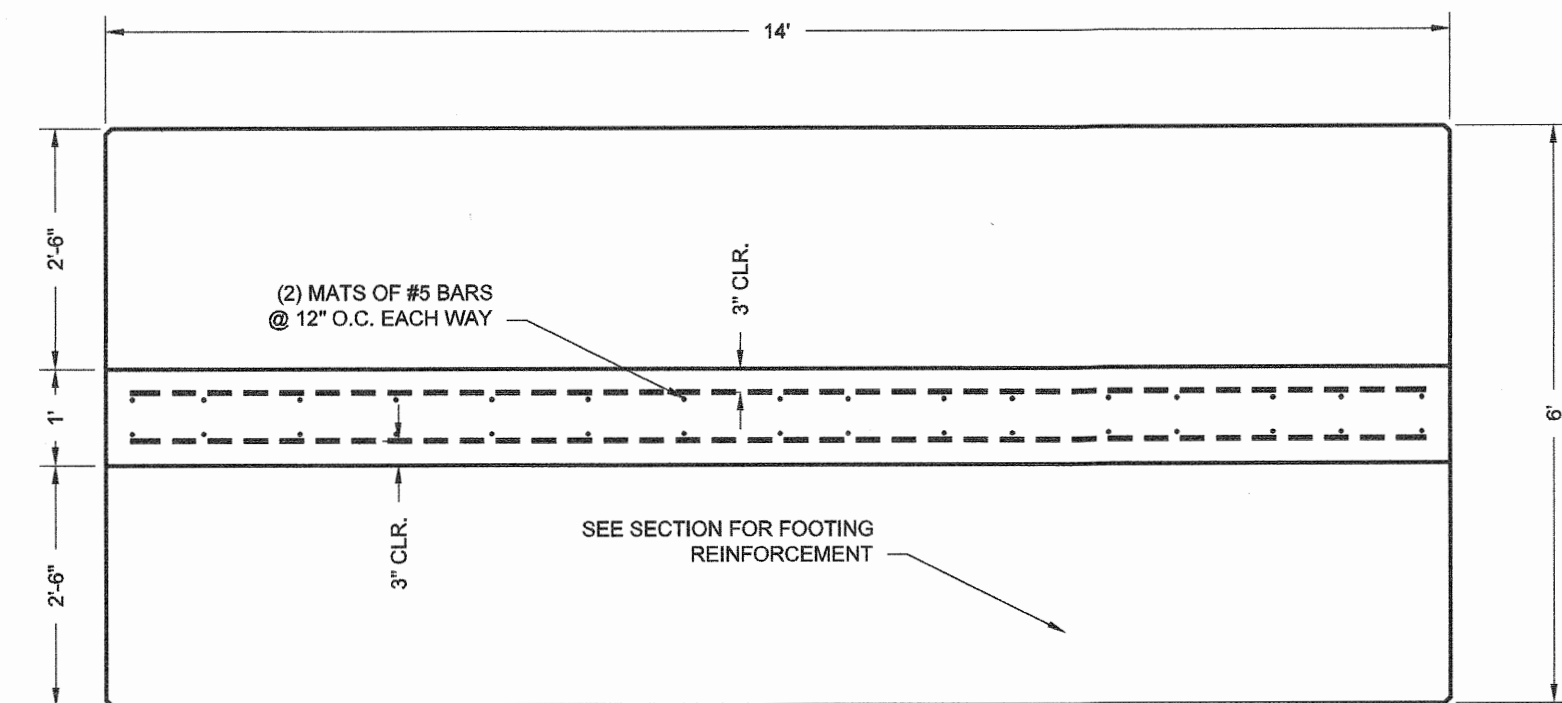 14'
2'-6"
(2) MATS OF #5 BARS
@ 12" O.C. EACH WAY
3" CLR.
1'
6'
3" CLR.
SEE SECTION FOR FOOTING
REINFORCEMENT
2'-6"